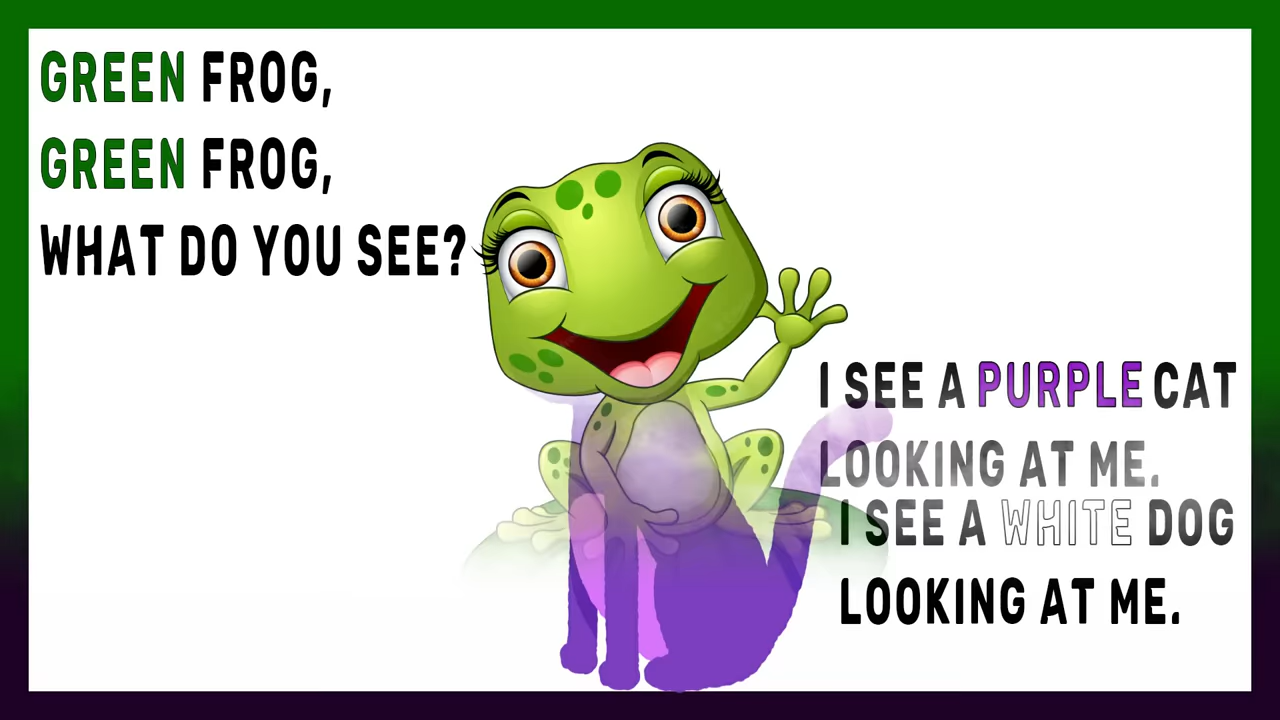 GREEN FROG,
GREEN FROG,
WHAT DO YOU SEE?
I SEE A PURPLE CAT
LOOKING AT ME.
I SEE A WHITE DOG
LOOKING AT ME.